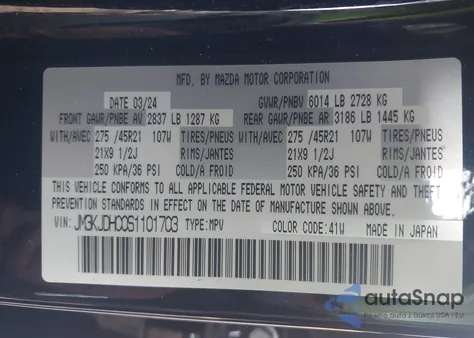 MFD. BY MAZDA MOTOR CORPORATION
DATE 03/24 GVWR/PNBV 6014 LB 2728 KG
FRONT GAWR/PNBE AV 2837 LB 1287 KG REAR GAWR/PNBE AR 3186 LB 1445 KG
WITH/AVEC 275 /45R21 107W TIRES/PNEUS WITH/AVEC 275 /45R21 107W TIRES/PNEUS
21X9 1/2J RIMS/JANTES 21X9 1/2J RIMS/JANTES
250 KPA/36 PSI COLD/A FROID 250 KPA/36 PSI COLD/A FROID
THIS VEHICLE CONFORMS TO ALL APPLICABLE FEDERAL MOTOR VEHICLE SAFETY AND THEFT
PREVENTION STANDARDS IN EFFECT ON THE DATE OF MANUFACTURE SHOWN ABOVE.
VIN: JM3KJDHC0S1101703 TYPE: MPV COLOR CODE: 41W MADE IN JAPAN
autoSnap